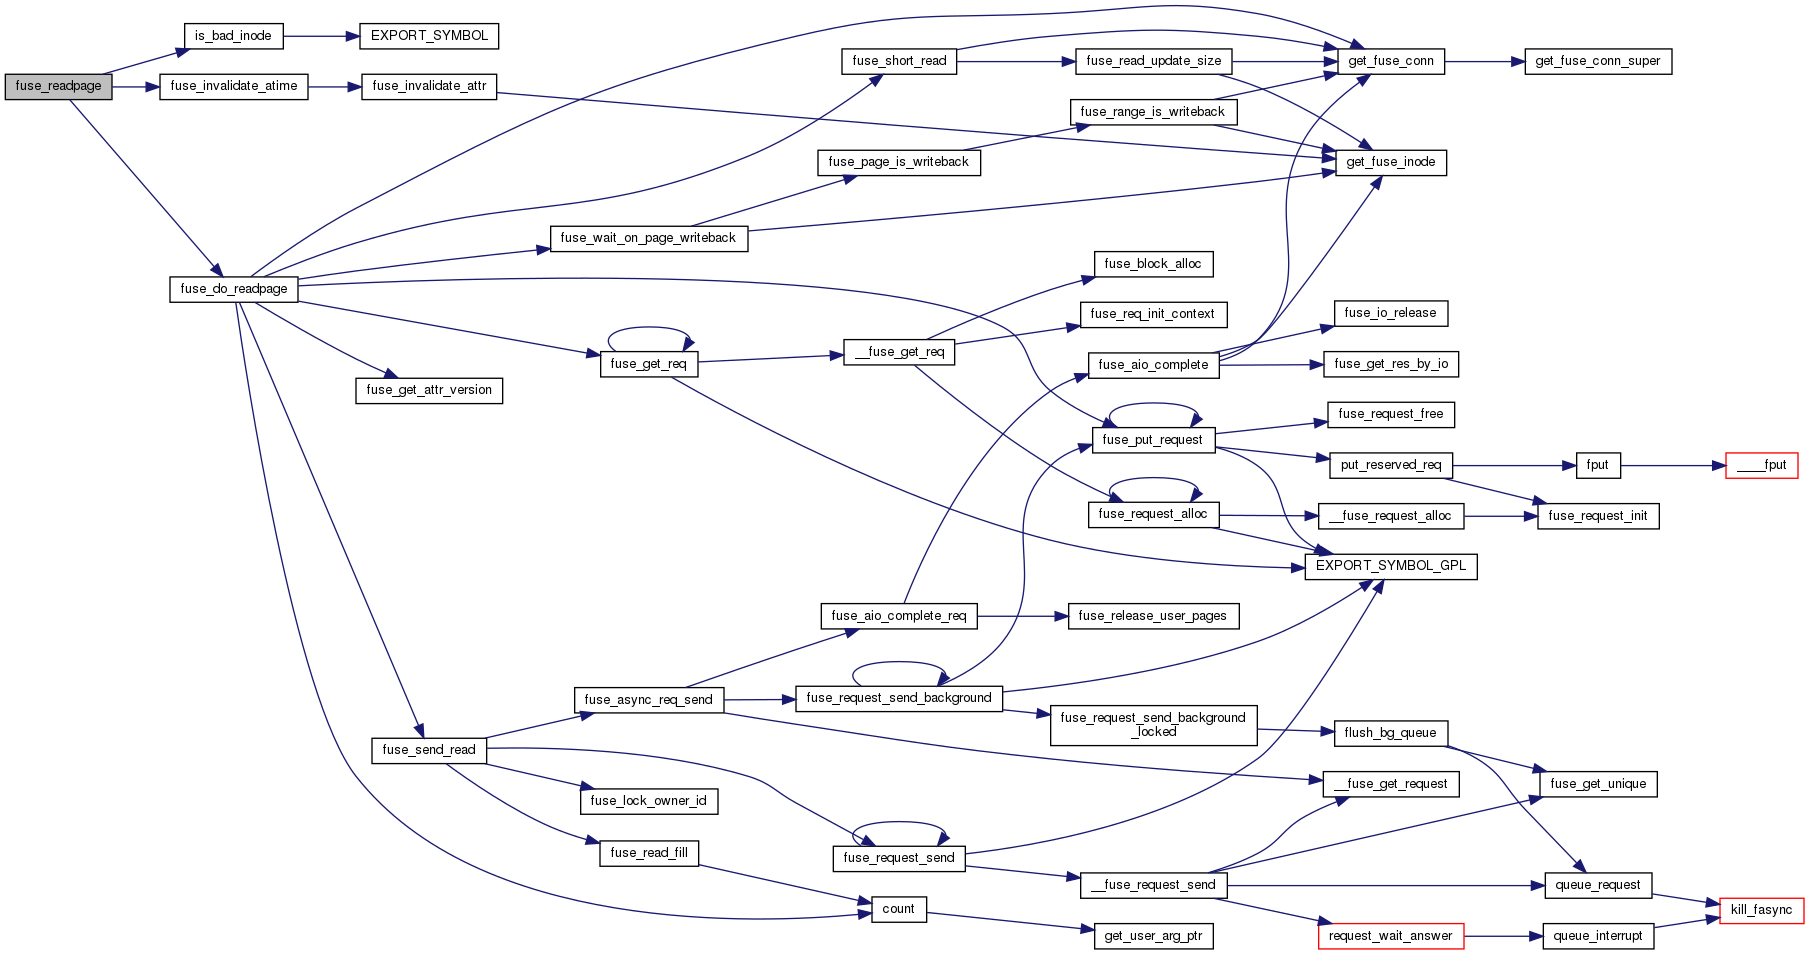 fuse_readpage
is_bad_inode
EXPORT_SYMBOL
fuse_invalidate_atime
fuse_invalidate_attr
fuse_short_read
fuse_read_update_size
get_fuse_conn
get_fuse_conn_super
fuse_range_is_writeback
fuse_page_is_writeback
get_fuse_inode
fuse_wait_on_page_writeback
fuse_block_alloc
fuse_do_readpage
fuse_req_init_context
fuse_io_release
fuse_get_req
__fuse_get_req
fuse_aio_complete
fuse_get_res_by_io
fuse_get_attr_version
fuse_request_free
fuse_put_request
put_reserved_req
fput
____fput
fuse_request_alloc
__fuse_request_alloc
fuse_request_init
EXPORT_SYMBOL_GPL
fuse_aio_complete_req
fuse_release_user_pages
fuse_async_req_send
fuse_request_send_background
fuse_request_send_background
_locked
flush_bg_queue
fuse_send_read
__fuse_get_request
fuse_get_unique
fuse_lock_owner_id
fuse_read_fill
fuse_request_send
__fuse_request_send
queue_request
count
kill_fasync
get_user_arg_ptr
request_wait_answer
queue_interrupt